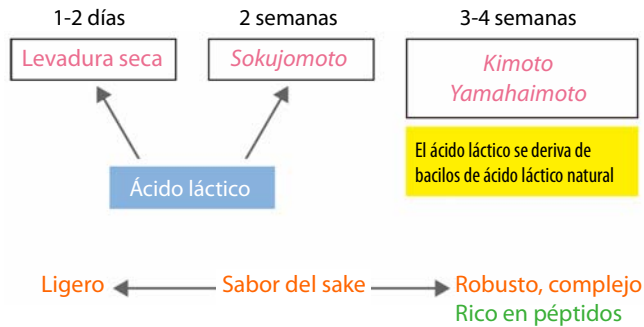 1-2 días
2 semanas
3-4 semanas
Levadura seca
Sokujomoto
Kimoto
Yamahaimoto
El ácido láctico se deriva de
bacilos de ácido láctico natural
Ácido láctico
Ligero
Sabor del sake
Robusto, complejo
Rico en péptidos